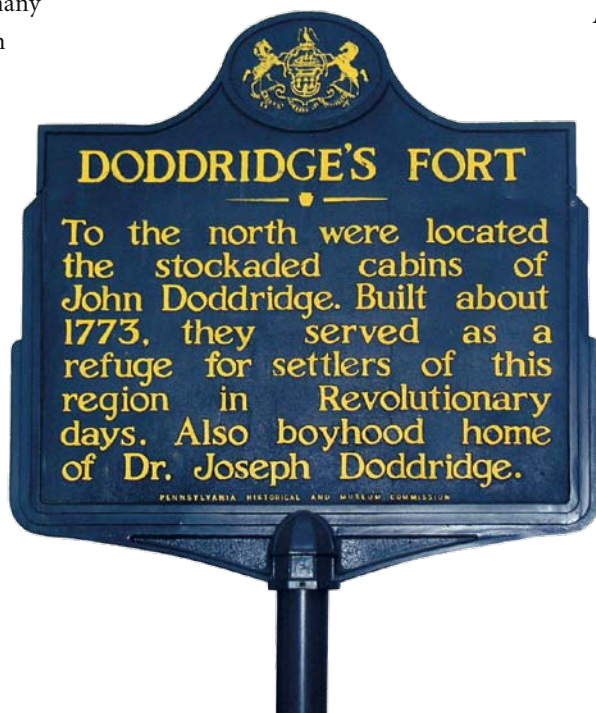 many
DODDRIDGE'S FORT
To the north were located
the stockaded cabins of
John Doddridge. Built about
1773, they served as a
refuge for settlers of this
region in Revolutionary
days. Also boyhood home
of Dr. Joseph Doddridge.
PENNSYLVANIA HISTORICAL AND MUSEUM COMMISSION